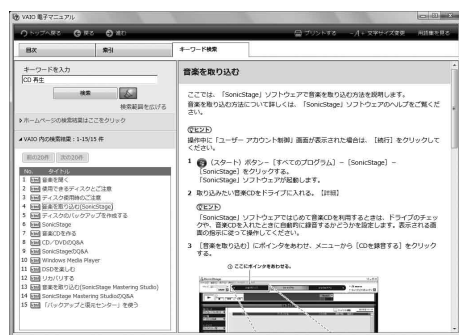 VAIO 電子マニュアル
トップへ戻る 戻る 進む プリントする -A+ 文字サイズ変更 用語集を見る
目次 索引 キーワード検索
キーワードを入力
CD 再生
検索
検索範囲を広げる
ホームページの検索結果はここをクリック
VAIO 内の検索結果：1-15/15 件
前の20件 次の20件
No. タイトル
1 音楽を聞く
2 使用できるディスクとご注意
3 ディスク使用時のご注意
4 音楽を取り込む(SonicStage)
5 ディスクのバックアップを作成する
6 SonicStage
7 音楽CDを作る
8 CD／DVDのQ&A
9 SonicStageのQ&A
10 Windows Media Player
11 DSDを楽しむ
12 リカバリする
13 音楽を取り込む(SonicStage Mastering Studio)
14 SonicStage Mastering StudioのQ&A
15 「バックアップと復元センター」を使う
音楽を取り込む
ここでは、「SonicStage」ソフトウェアで音楽を取り込む方法を説明します。
音楽を取り込む方法について詳しくは、「SonicStage」ソフトウェアのヘルプをご覧くだ
さい。
ヒント
操作中に「ユーザー アカウント制御」画面が表示された場合は、［続行］をクリックして
ください。
1 （スタート）ボタン－［すべてのプログラム］－［SonicStage］－
［SonicStage］をクリックする。
「SonicStage」ソフトウェアが起動します。
2 取り込みたい音楽CDをドライブに入れる。［詳細］
ヒント
「SonicStage」ソフトウェアではじめて音楽CDを利用するときは、ドライブのチェッ
クや、音楽CDを入れたときに自動的に録音するかどうかを設定します。表示される画
面の指示に従って操作してください。
3 ［音楽を取り込む］にポインタをあわせ、メニューから［CDを録音する］をクリック
する。
① ここにポインタをあわせる。